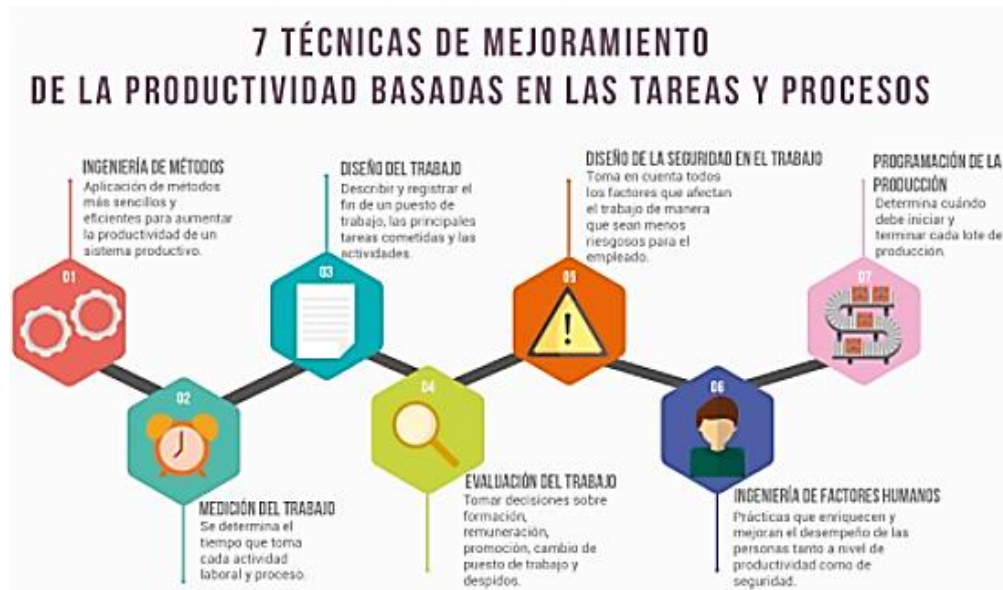 7 TÉCNICAS DE MEJORAMIENTO
DE LA PRODUCTIVIDAD BASADAS EN LAS TAREAS Y PROCESOS
01
INGENIERÍA DE MÉTODOS
Aplicación de métodos
más sencillos y
eficientes para aumentar
la productividad de un
sistema productivo.
02
MEDICIÓN DEL TRABAJO
Se determina el
tiempo que toma
cada actividad
laboral y proceso.
03
DISEÑO DEL TRABAJO
Describir y registrar el
fin de un puesto de
trabajo, las principales
tareas cometidas y las
actividades.
04
EVALUACIÓN DEL TRABAJO
Tomar decisiones sobre
formación,
remuneración,
promoción, cambio de
puesto de trabajo y
despidos.
05
DISEÑO DE LA SEGURIDAD EN EL TRABAJO
Toma en cuenta todos
los factores que afectan
el trabajo de manera
que sean menos
riesgosos para el
empleado.
06
INGENIERÍA DE FACTORES HUMANOS
Prácticas que enriquecen y
mejoran el desempeño de las
personas tanto a nivel de
productividad como de
seguridad.
07
PROGRAMACIÓN DE LA
PRODUCCIÓN
Determina cuándo
debe iniciar y
terminar cada lote de
producción.